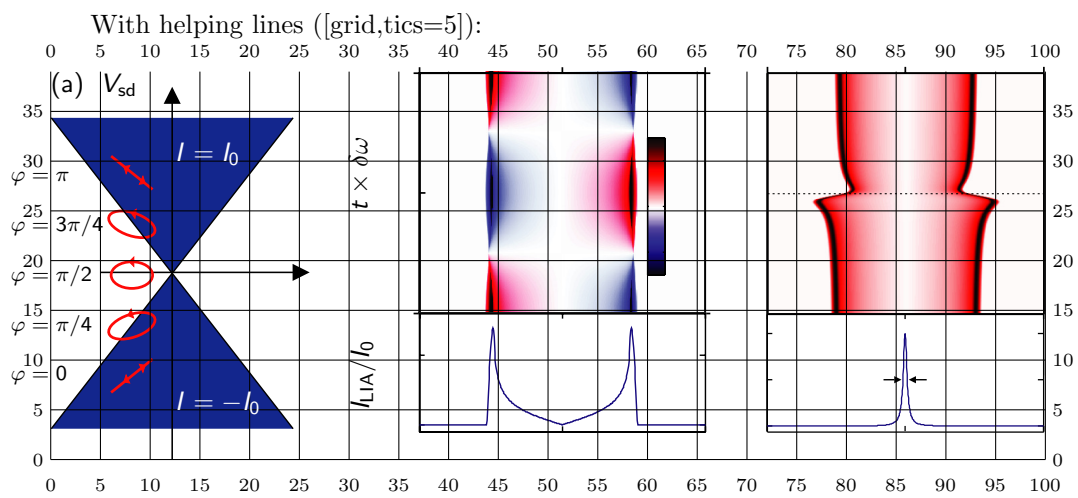 With helping lines ([grid,tics=5]):
0 5 10 15 20 25 30 35 40 45 50 55 60 65 70 75 80 85 90 95 100
(a) V_sd
35 35
I = I₀
t × δω
30 30
φ = π
25 25
φ = 3π/4
20 20
φ = π/2
15 15
φ = π/4
10 10
φ = 0
I_LIA/I₀
5 5
I = −I₀
0 0
0 5 10 15 20 25 30 35 40 45 50 55 60 65 70 75 80 85 90 95 100